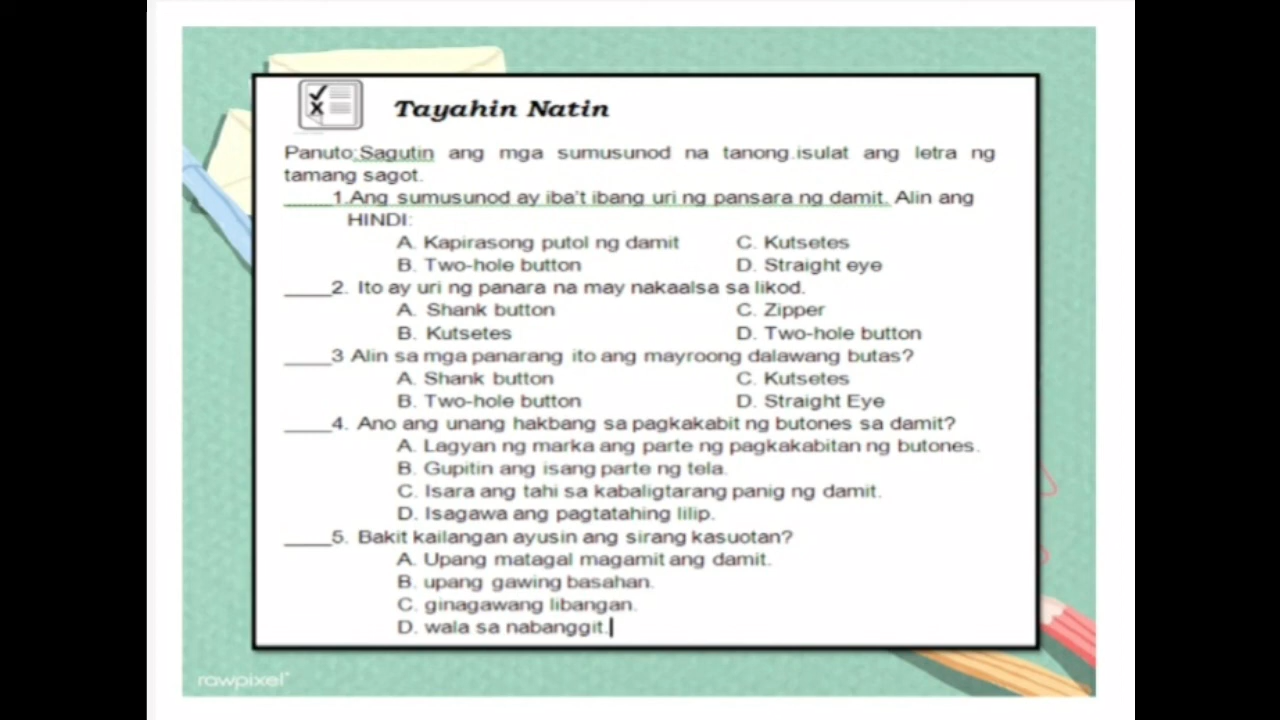 Tayahin Natin
Panuto:Sagutin ang mga sumusunod na tanong.isulat ang letra ng
tamang sagot.
____1.Ang sumusunod ay iba't ibang uri ng pansara ng damit. Alin ang
HINDI:
A. Kapirasong putol ng damit C. Kutsetes
B. Two-hole button D. Straight eye
____2. Ito ay uri ng panara na may nakaalsa sa likod.
A. Shank button C. Zipper
B. Kutsetes D. Two-hole button
____3 Alin sa mga panarang ito ang mayroong dalawang butas?
A. Shank button C. Kutsetes
B. Two-hole button D. Straight Eye
____4. Ano ang unang hakbang sa pagkakabit ng butones sa damit?
A. Lagyan ng marka ang parte ng pagkakabitan ng butones.
B. Gupitin ang isang parte ng tela.
C. Isara ang tahi sa kabaligtarang panig ng damit.
D. Isagawa ang pagtatahing lilip.
____5. Bakit kailangan ayusin ang sirang kasuotan?
A. Upang matagal magamit ang damit.
B. upang gawing basahan.
C. ginagawang libangan.
D. wala sa nabanggit.
rawpixel